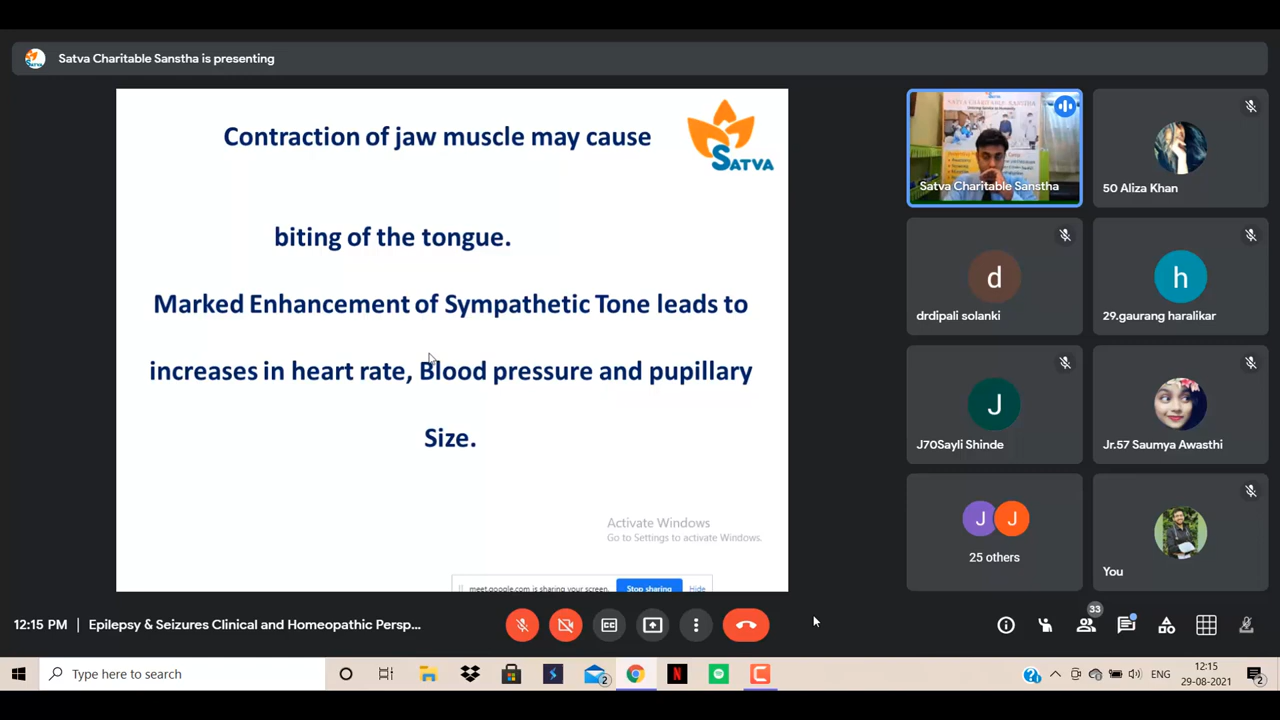 Satva Charitable Sanstha is presenting
Contraction of jaw muscle may cause
SATVA
biting of the tongue.
Marked Enhancement of Sympathetic Tone leads to
increases in heart rate, Blood pressure and pupillary
Size.
Activate Windows
Go to Settings to activate Windows.
meet.google.com is sharing your screen.
Stop sharing
Hide
Satva Charitable Sanstha
50 Aliza Khan
d
drdipali solanki
h
29.gaurang haralikar
J
J70Sayli Shinde
Jr.57 Saumya Awasthi
J
J
25 others
You
12:15 PM | Epilepsy & Seizures Clinical and Homeopathic Persp...
33
Type here to search
2
ENG
12:15
29-08-2021
2